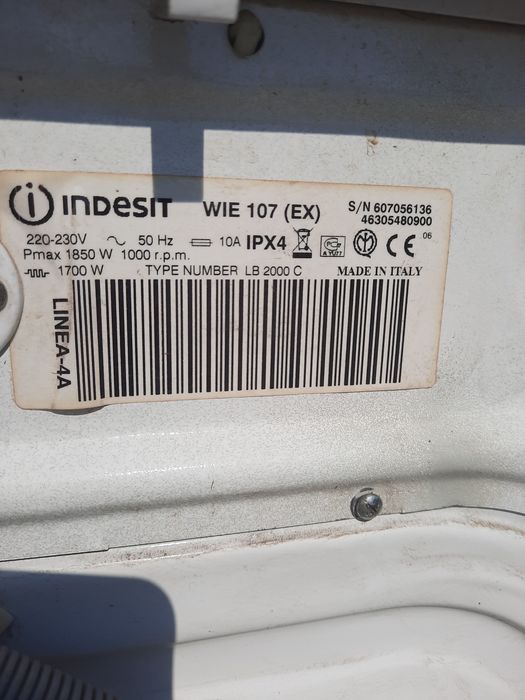 indesit WIE 107 (EX) S/N 607056136
46305480900
220-230V 50 Hz 10A IPX4 CE 06
Pmax 1850 W 1000 r.p.m.
1700 W TYPE NUMBER LB 2000 C MADE IN ITALY
LINEA-4A